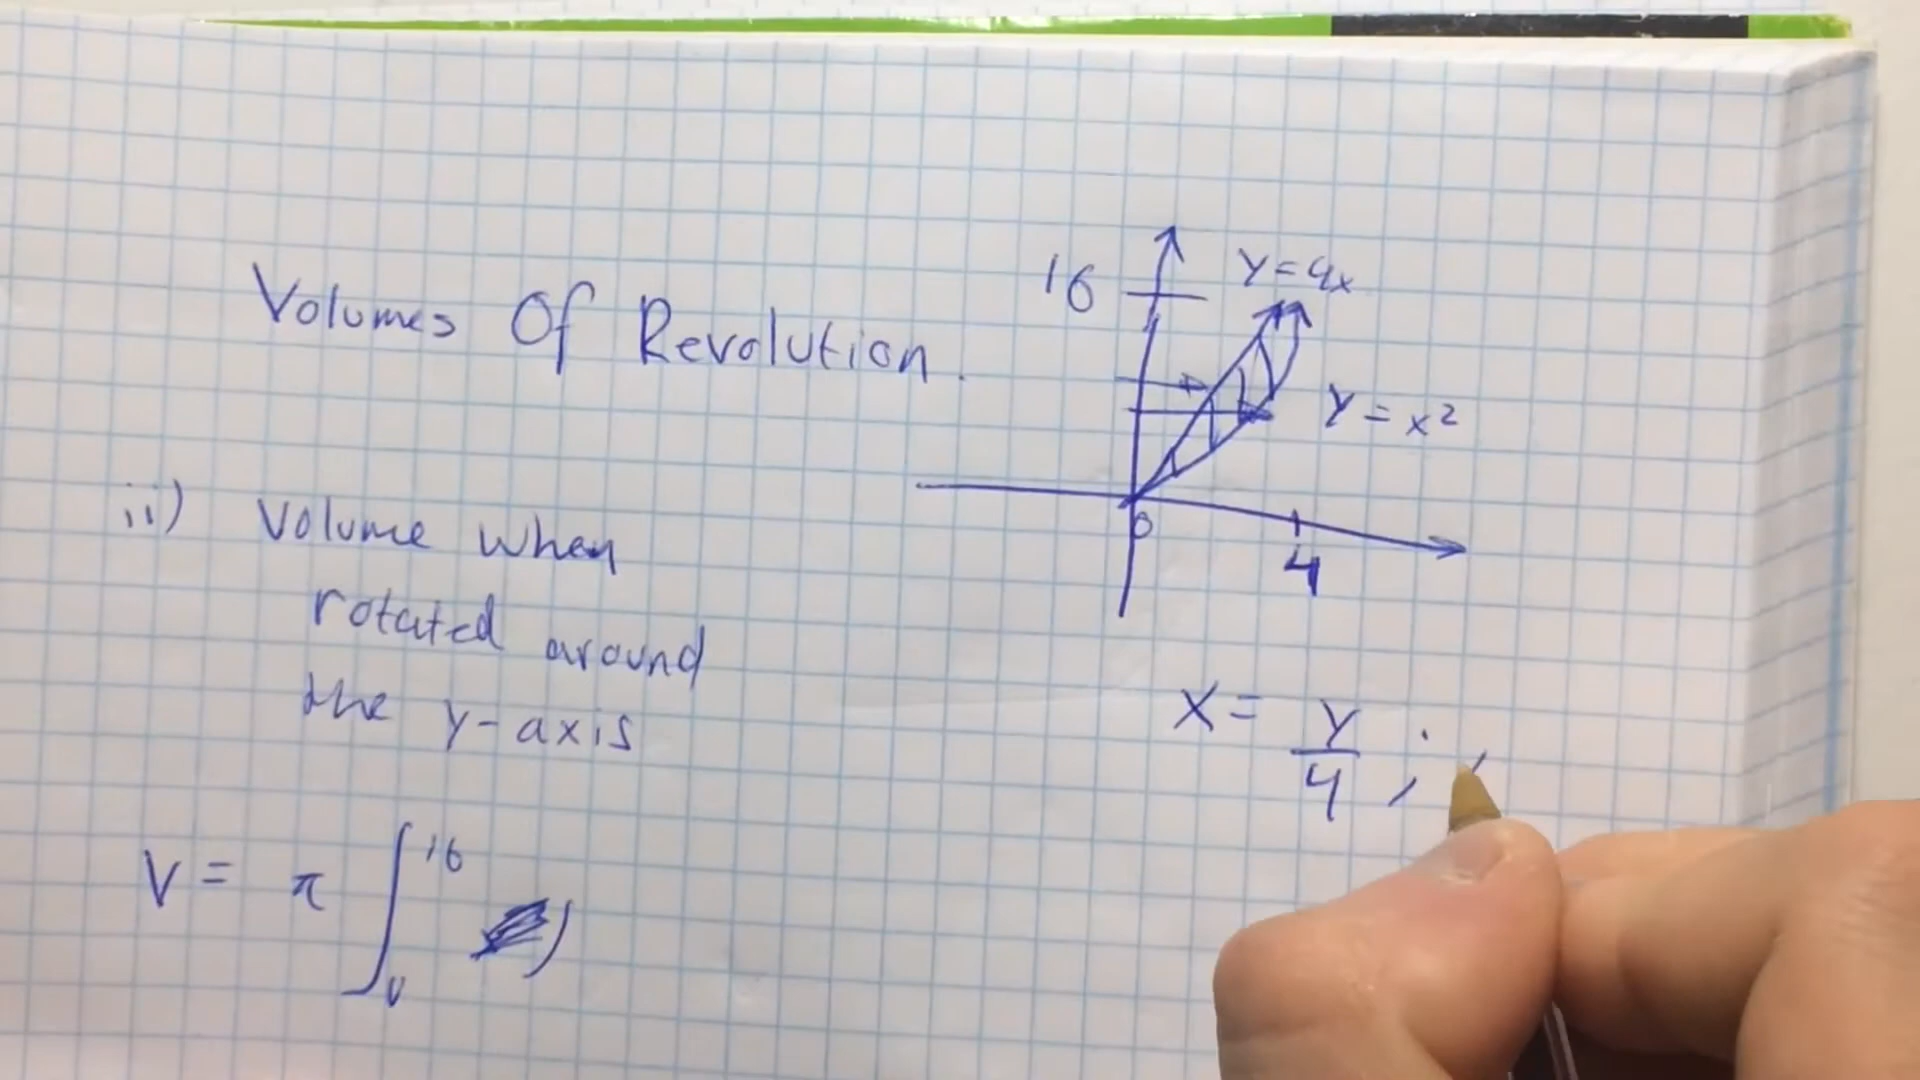 Volumes Of Revolution.
16
y=4x
y = x²
0
4
ii) Volume when
rotated around
the y-axis
x = y/4 ;
V = π ∫₀¹⁶